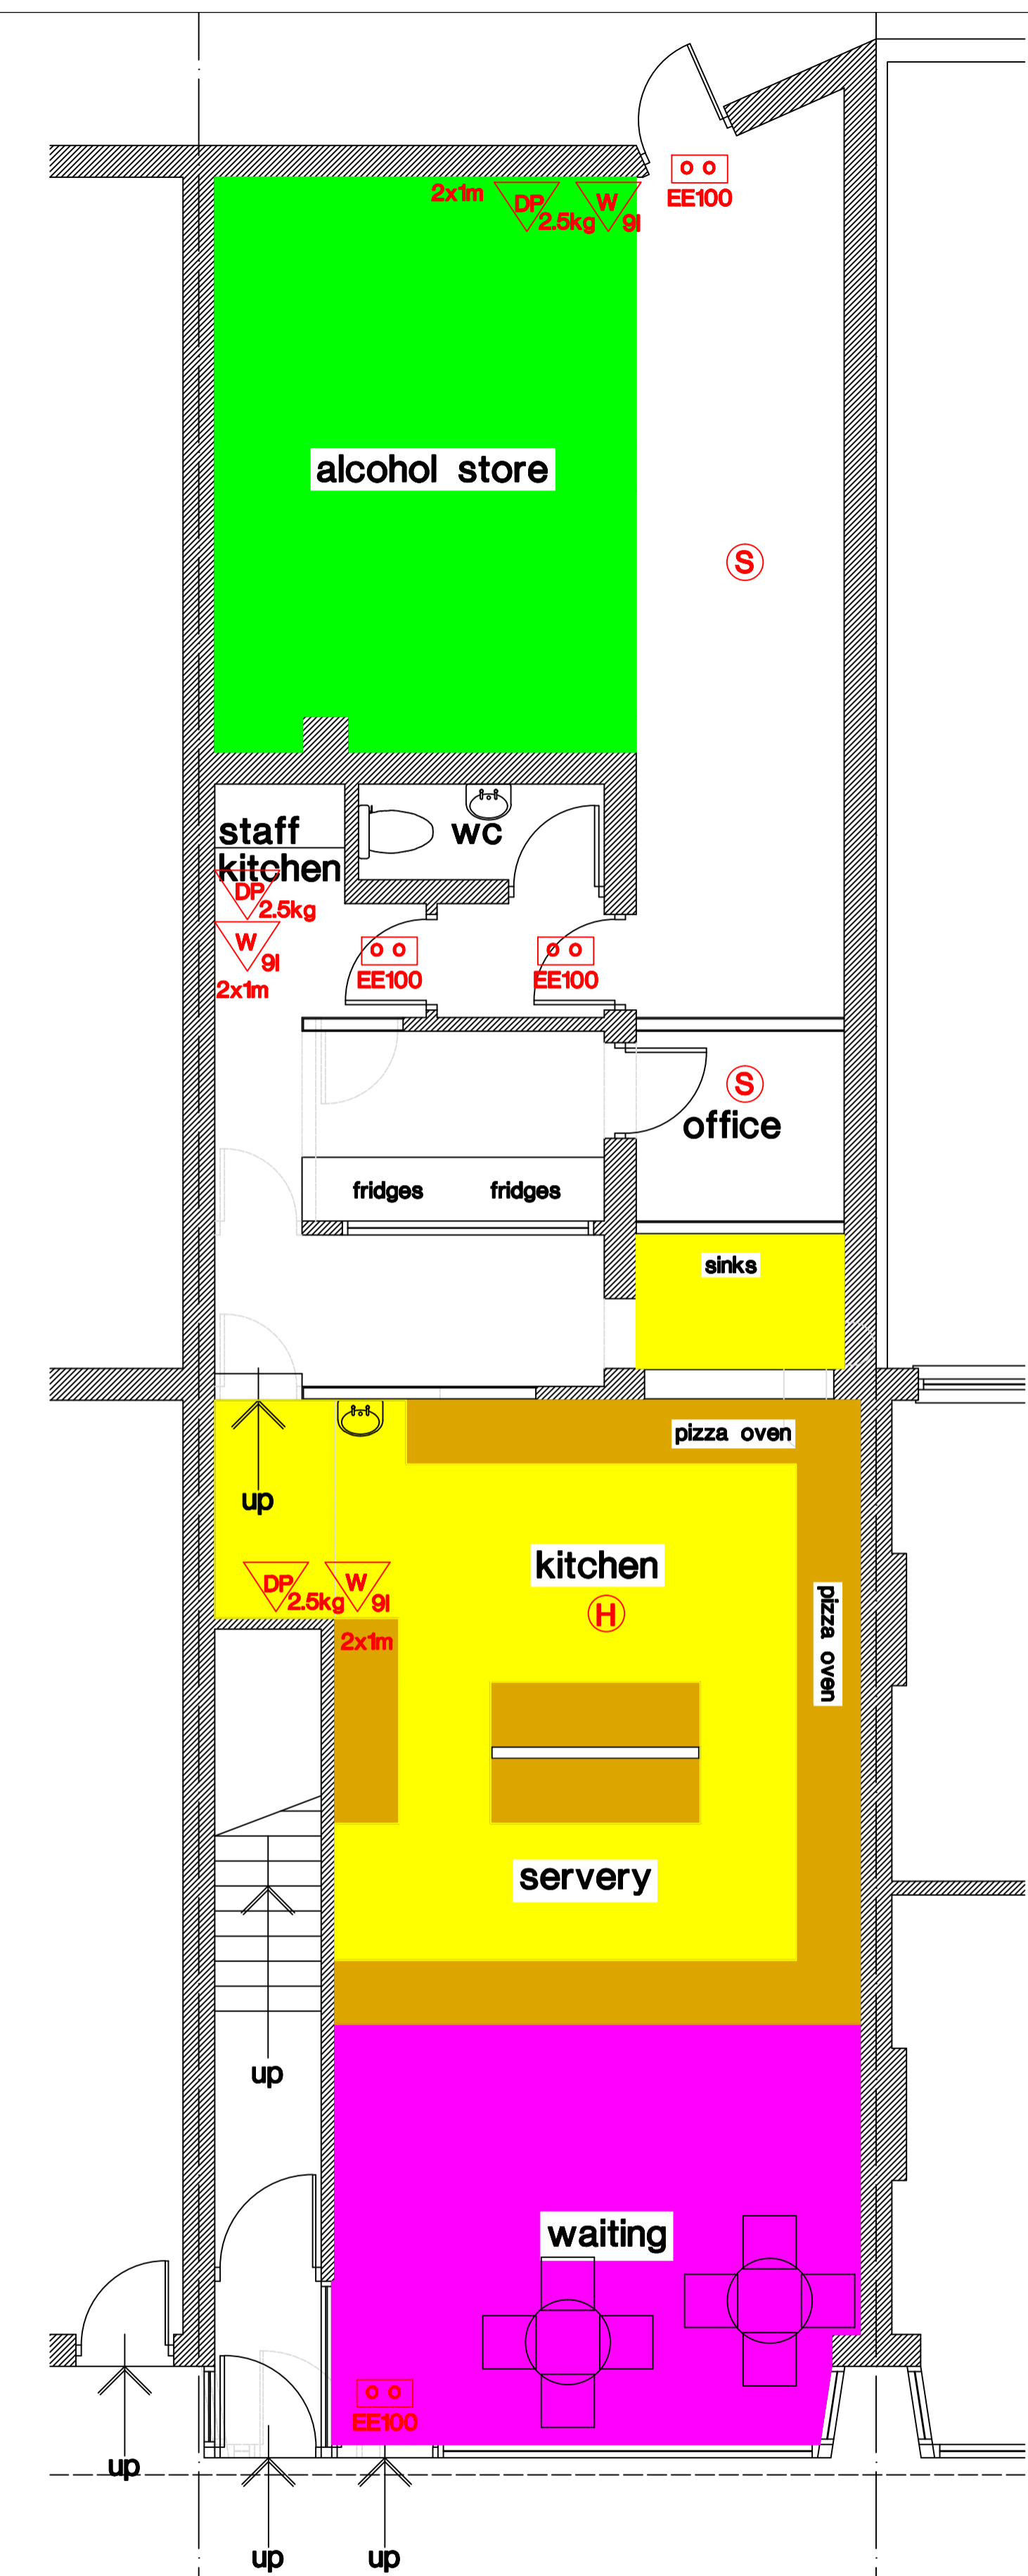 2x1m
DP
2.5kg
W
9l
EE100
alcohol store
S
staff
kitchen
wc
DP
2.5kg
W
9l
2x1m
EE100
EE100
S
office
fridges
fridges
sinks
pizza oven
up
kitchen
H
DP
2.5kg
W
9l
2x1m
pizza oven
servery
up
waiting
EE100
up
up
up